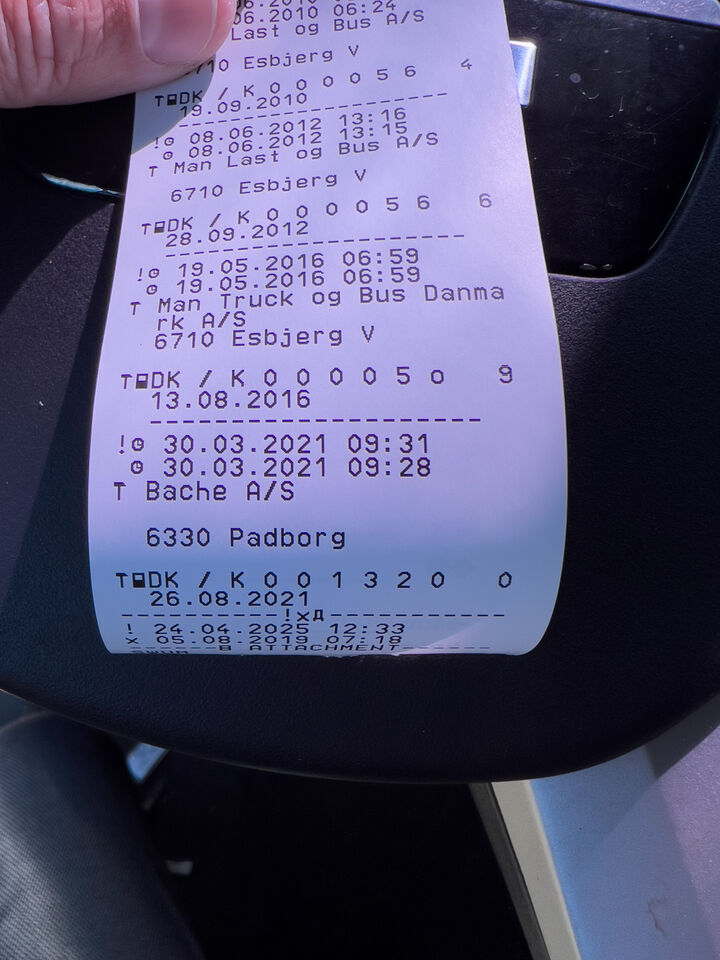 06.2010 06:24
Last og Bus A/S
6710 Esbjerg V
T DK / K 0 0 0 0 5 6 4
19.09.2010
----------------------
! 08.06.2012 13:16
08.06.2012 13:15
T Man Last og Bus A/S
6710 Esbjerg V
T DK / K 0 0 0 0 5 6 6
28.09.2012
----------------------
! 19.05.2016 06:59
19.05.2016 06:59
T Man Truck og Bus Danma
rk A/S
6710 Esbjerg V
T DK / K 0 0 0 0 5 0 9
13.08.2016
----------------------
! 30.03.2021 09:31
30.03.2021 09:28
T Bache A/S
6330 Padborg
T DK / K 0 0 1 3 2 0 0
26.08.2021
----------!xД-----------
! 24.04.2025 12:33
x 05.08.2019 07:18
------B ATTACHMENT------